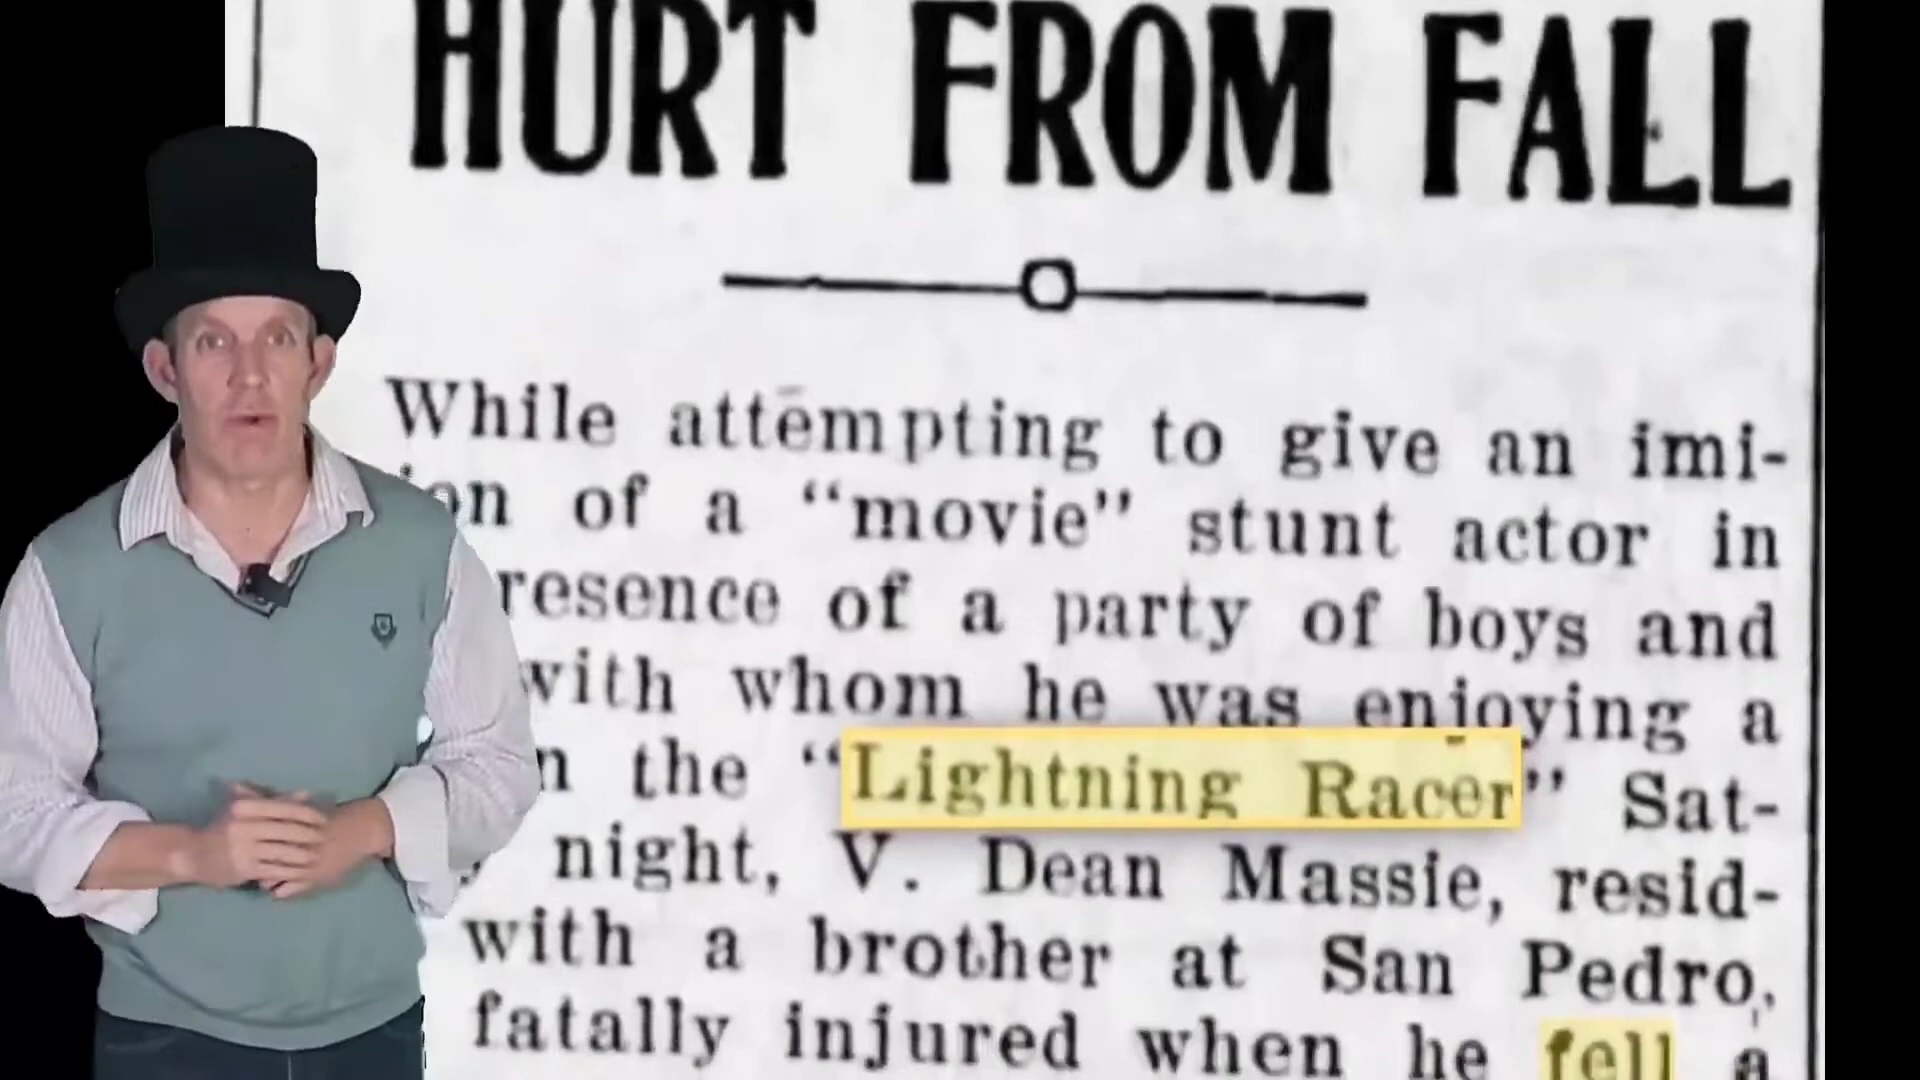 HURT FROM FALL
While attempting to give an imi-
on of a “movie” stunt actor in
resence of a party of boys and
with whom he was enjoying a
n the “Lightning Racer” Sat-
night, V. Dean Massie, resid-
with a brother at San Pedro,
fatally injured when he fell a